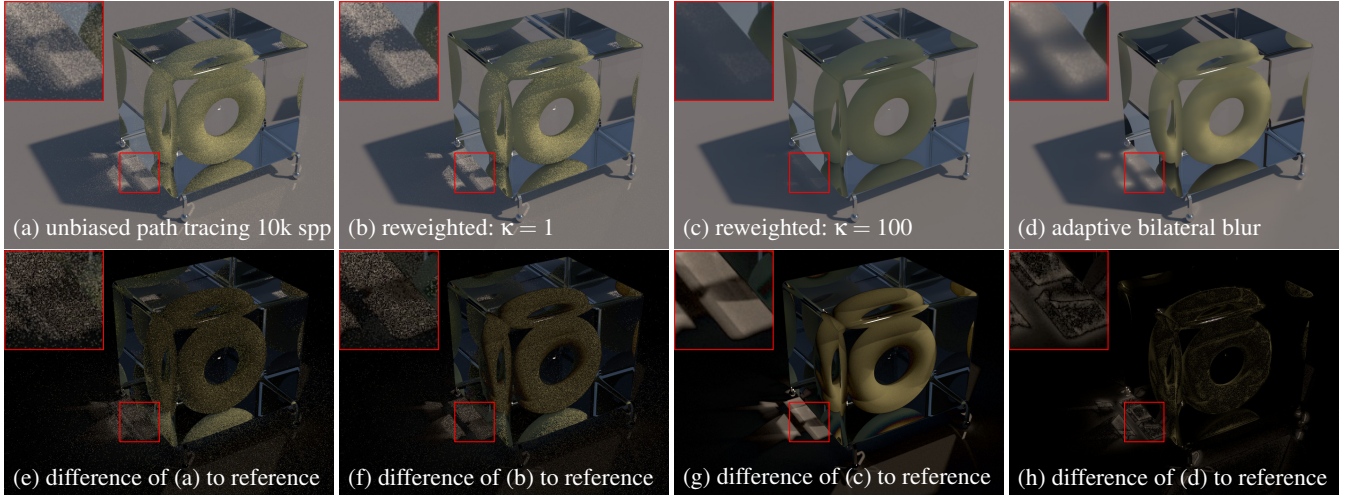 (a) unbiased path tracing 10k spp
(b) reweighted: κ = 1
(c) reweighted: κ = 100
(d) adaptive bilateral blur
(e) difference of (a) to reference
(f) difference of (b) to reference
(g) difference of (c) to reference
(h) difference of (d) to reference